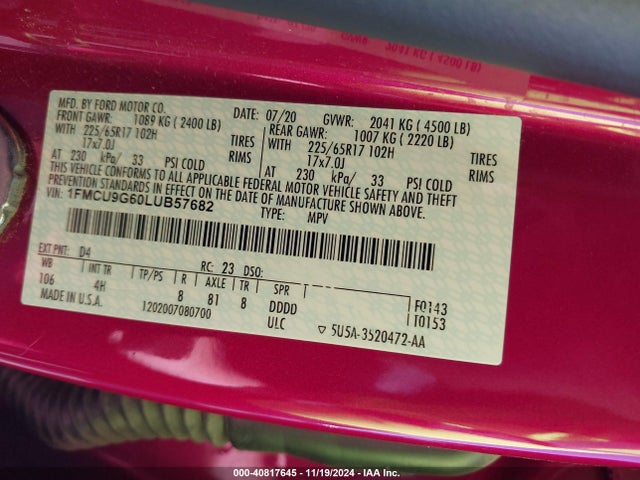 2041 KG ( 4500 LB)
MFD. BY FORD MOTOR CO. 07/20 GVWR: 2041 KG ( 4500 LB)
FRONT GAWR: 1089 KG ( 2400 LB) REAR GAWR: 1007 KG ( 2220 LB)
WITH 225/65R17 102H TIRES WITH 225/65R17 102H TIRES
17x7.0J RIMS 17x7.0J RIMS
AT 230 kPa/ 33 PSI COLD AT 230 kPa/ 33 PSI COLD
THIS VEHICLE CONFORMS TO ALL APPLICABLE FEDERAL MOTOR VEHICLE SAFETY AND THEFT
PREVENTION STANDARDS IN EFFECT ON THE DATE OF MANUFACTURE SHOWN ABOVE.
VIN: 1FMCU9G60LUB57682 TYPE: MPV
EXT PNT: D4 RC: 23 DSO:
WB INT TR TP/PS R AXLE TR SPR F0143
106 4H 8 81 8 DDDD T0153
MADE IN U.S.A. 1202007080700 ULC 5U5A-3520472-AA
000-40817645 - 11/19/2024 - IAA Inc.